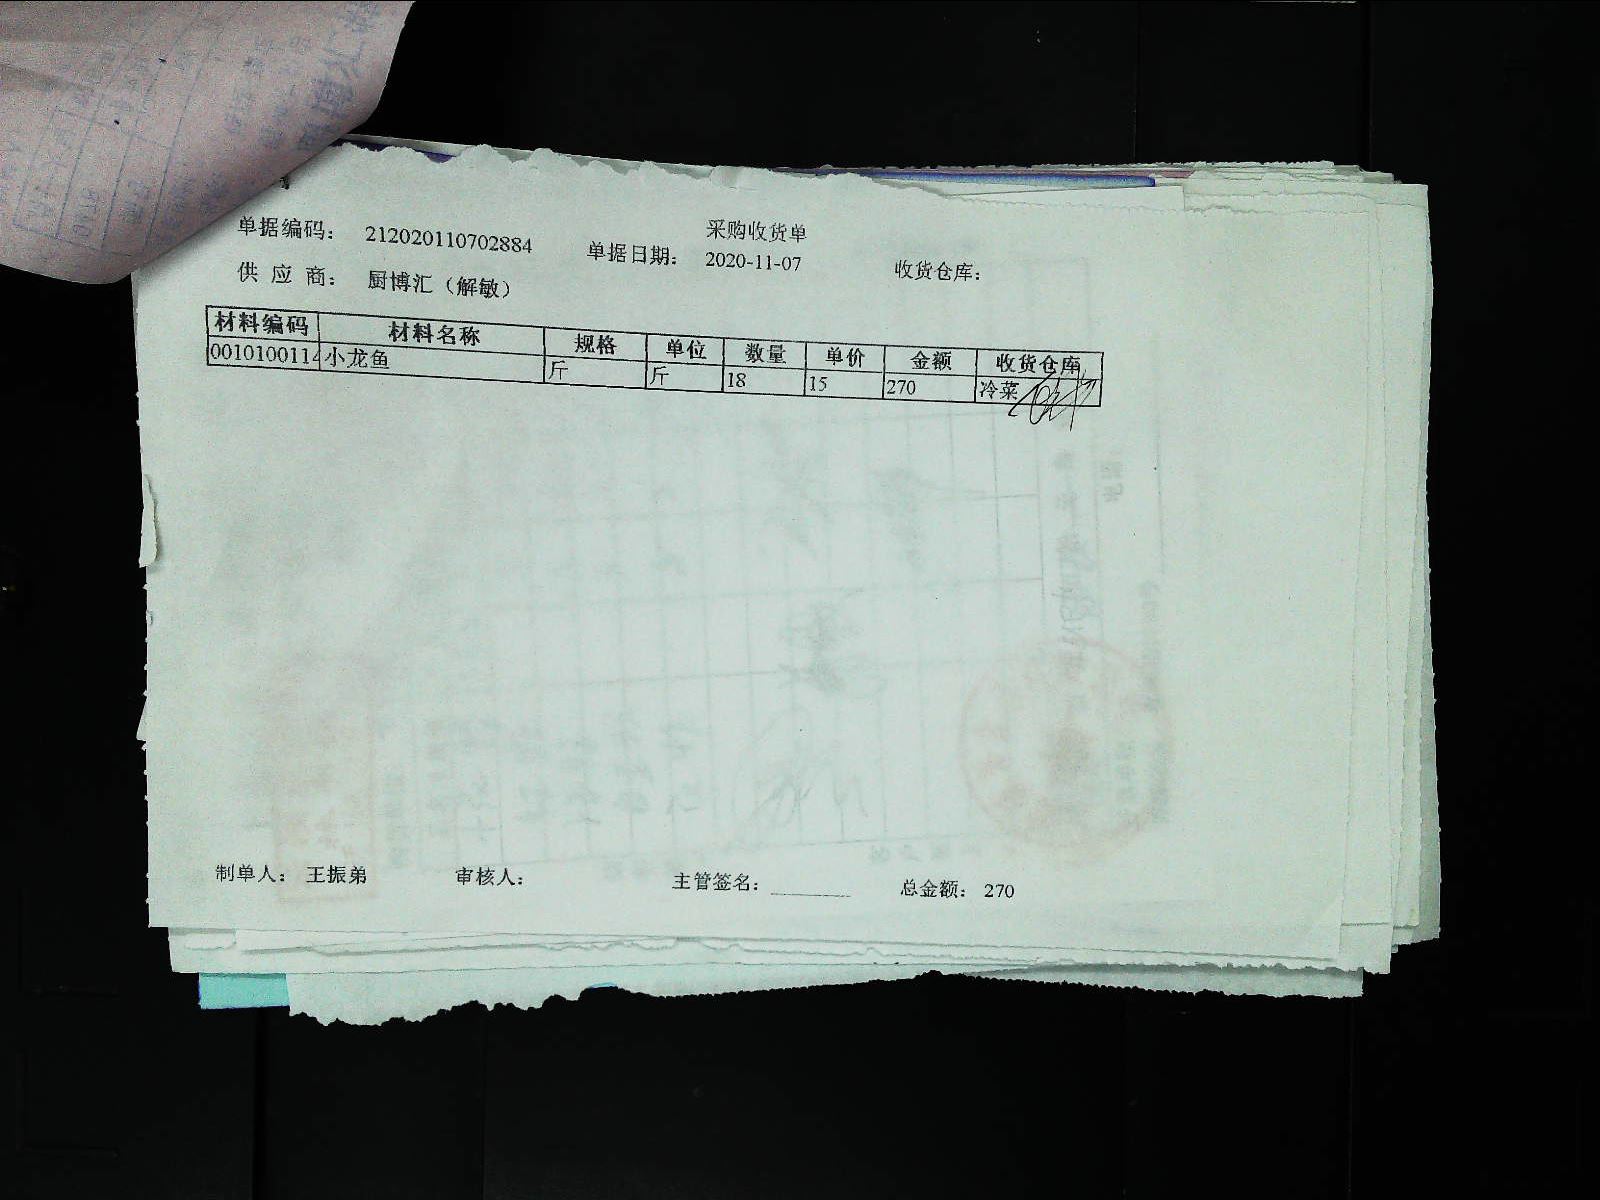 采购收货单
单据编码： 212020110702884 单据日期： 2020-11-07 收货仓库：
供 应 商： 厨博汇（解敏）
材料编码 材料名称 规格 单位 数量 单价 金额 收货仓库
0010100114 小龙鱼 斤 斤 18 15 270 冷菜
制单人： 王振弟 审核人： 主管签名： ________ 总金额： 270